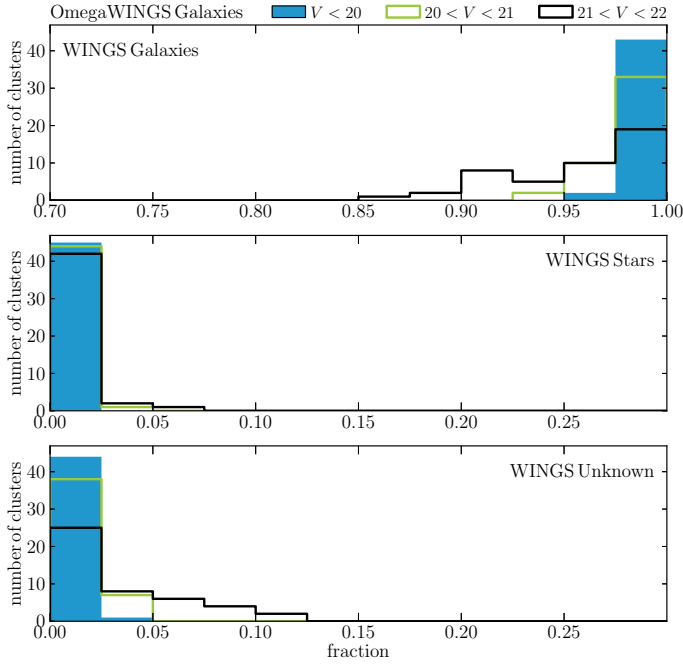 OmegaWINGS Galaxies V < 20 20 < V < 21 21 < V < 22
WINGS Galaxies
number of clusters
40
30
20
10
0
0.70 0.75 0.80 0.85 0.90 0.95 1.00
WINGS Stars
number of clusters
40
30
20
10
0
0.00 0.05 0.10 0.15 0.20 0.25
WINGS Unknown
number of clusters
40
30
20
10
0
0.00 0.05 0.10 0.15 0.20 0.25
fraction